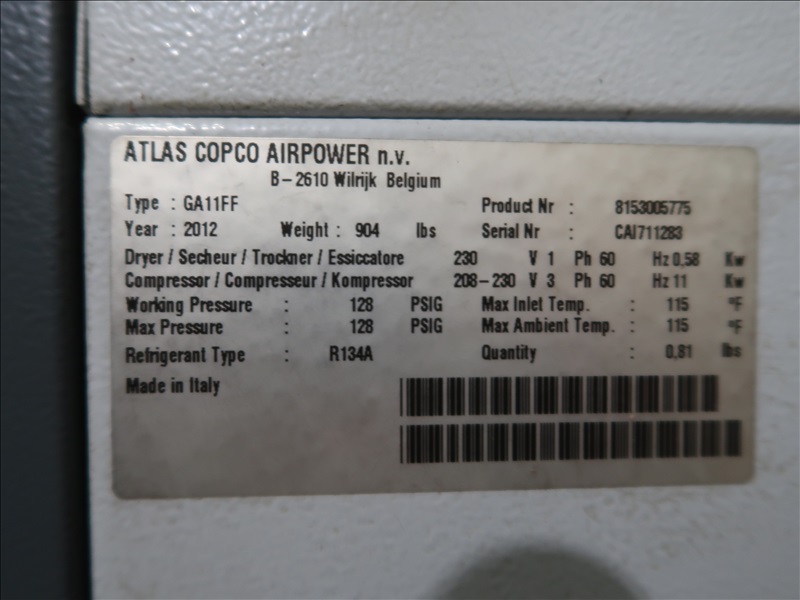 ATLAS COPCO AIRPOWER n.v.
B-2610 Wilrijk Belgium
Type : GA11FF Product Nr : 8153005775
Year : 2012 Weight : 904 lbs Serial Nr : CAI711283
Dryer / Secheur / Trockner / Essiccatore 230 V 1 Ph 60 Hz 0,58 Kw
Compressor / Compresseur / Kompressor 208-230 V 3 Ph 60 Hz 11 Kw
Working Pressure : 128 PSIG Max Inlet Temp. : 115 °F
Max Pressure : 128 PSIG Max Ambient Temp. : 115 °F
Refrigerant Type : R134A Quantity : 0,81 lbs
Made in Italy